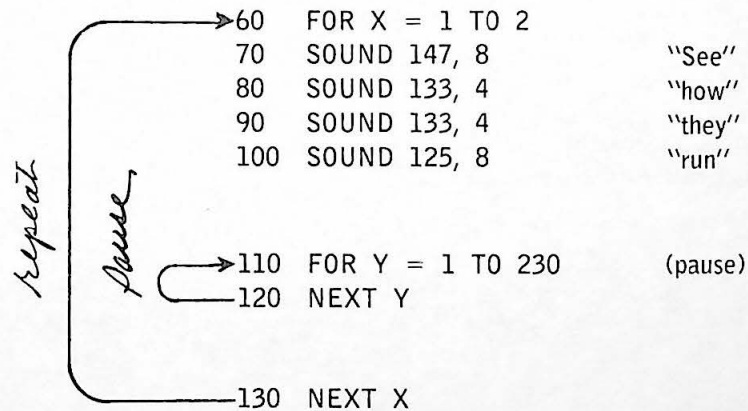 60 FOR X = 1 TO 2
70 SOUND 147, 8 "See"
80 SOUND 133, 4 "how"
90 SOUND 133, 4 "they"
100 SOUND 125, 8 "run"
repeat
pause
110 FOR Y = 1 TO 230 (pause)
120 NEXT Y
130 NEXT X